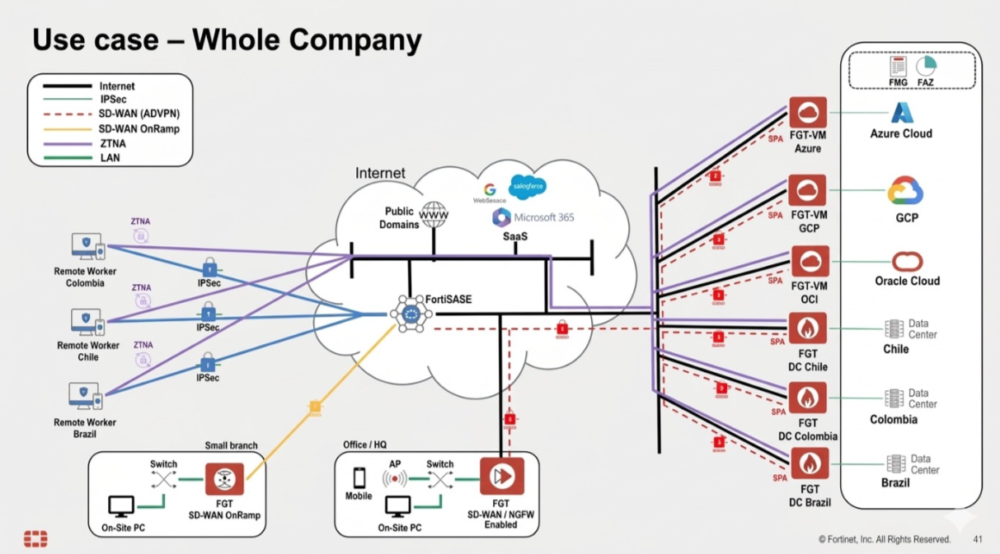 Use case – Whole Company
Internet
IPSec
SD-WAN (ADVPN)
SD-WAN OnRamp
ZTNA
LAN
FMG FAZ
Azure Cloud
GCP
Oracle Cloud
Data
Center
Chile
Data
Center
Colombia
Data
Center
Brazil
SPA
FGT-VM
Azure
SPA
FGT-VM
GCP
SPA
FGT-VM
OCI
SPA
FGT
DC Chile
SPA
FGT
DC Colombia
SPA
FGT
DC Brazil
Internet
Public
Domains
WWW
G
WebSesace
salesforce
Microsoft 365
SaaS
FortiSASE
ZTNA
Remote Worker
Colombia
IPSec
ZTNA
Remote Worker
Chile
IPSec
ZTNA
Remote Worker
Brazil
IPSec
Small branch
Switch
On-Site PC
FGT
SD-WAN OnRamp
Office / HQ
Mobile
AP
Switch
On-Site PC
FGT
SD-WAN / NGFW
Enabled
© Fortinet, Inc. All Rights Reserved. 41